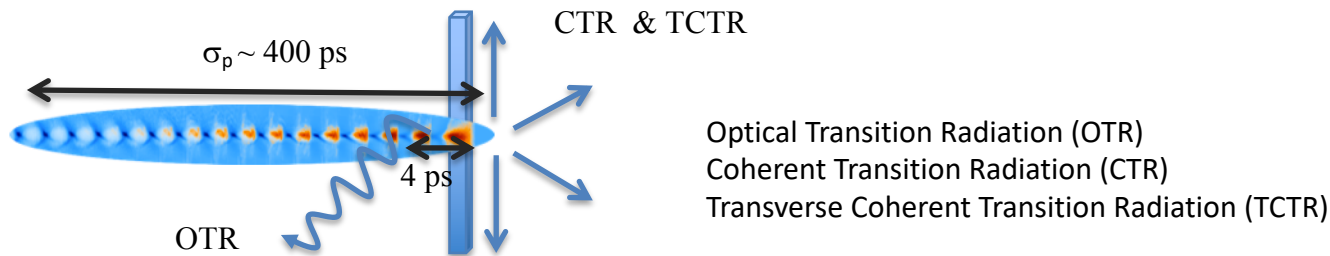 CTR & TCTR
σp ~ 400 ps
4 ps
OTR
Optical Transition Radiation (OTR)
Coherent Transition Radiation (CTR)
Transverse Coherent Transition Radiation (TCTR)